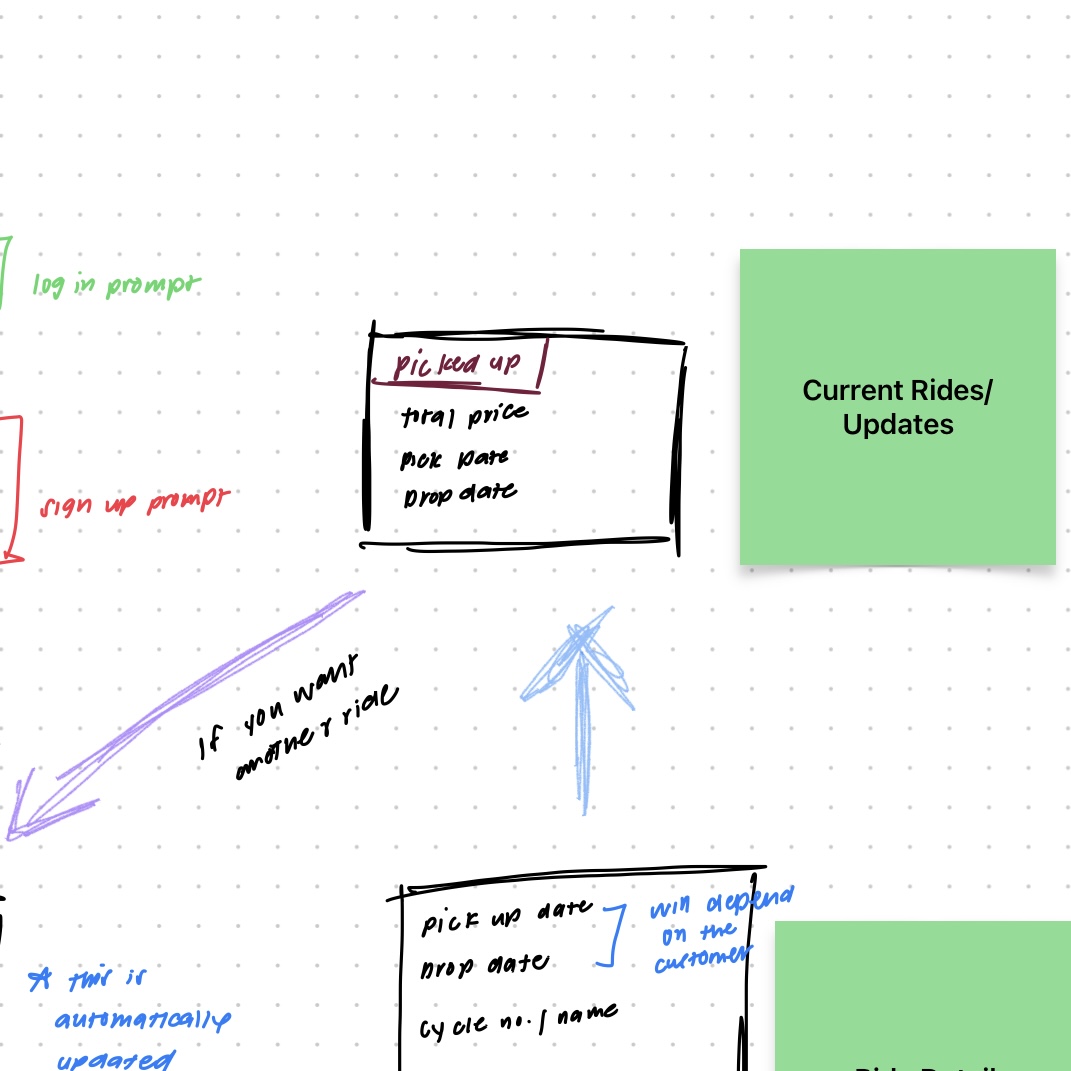 log in prompt
sign up prompt
picked up
total price
pick Date
Drop date
Current Rides/
Updates
If you want
another ride
pick up date
Drop date
cycle no. / name
will depend
on the
customer
this is
automatically
updated